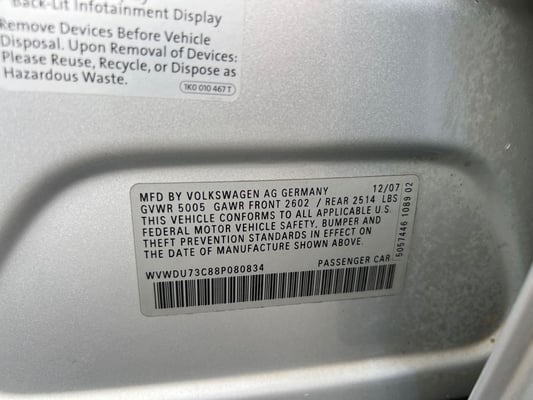 Back-Lit Infotainment Display
Remove Devices Before Vehicle
Disposal. Upon Removal of Devices:
Please Reuse, Recycle, or Dispose as
Hazardous Waste.
1K0 010 467 T
MFD BY VOLKSWAGEN AG GERMANY 12/07
GVWR 5005 GAWR FRONT 2602 / REAR 2514 LBS
THIS VEHICLE CONFORMS TO ALL APPLICABLE U.S.
FEDERAL MOTOR VEHICLE SAFETY, BUMPER AND
THEFT PREVENTION STANDARDS IN EFFECT ON
THE DATE OF MANUFACTURE SHOWN ABOVE.
WVWDU73C88P080834 PASSENGER CAR
5057446 1089 02